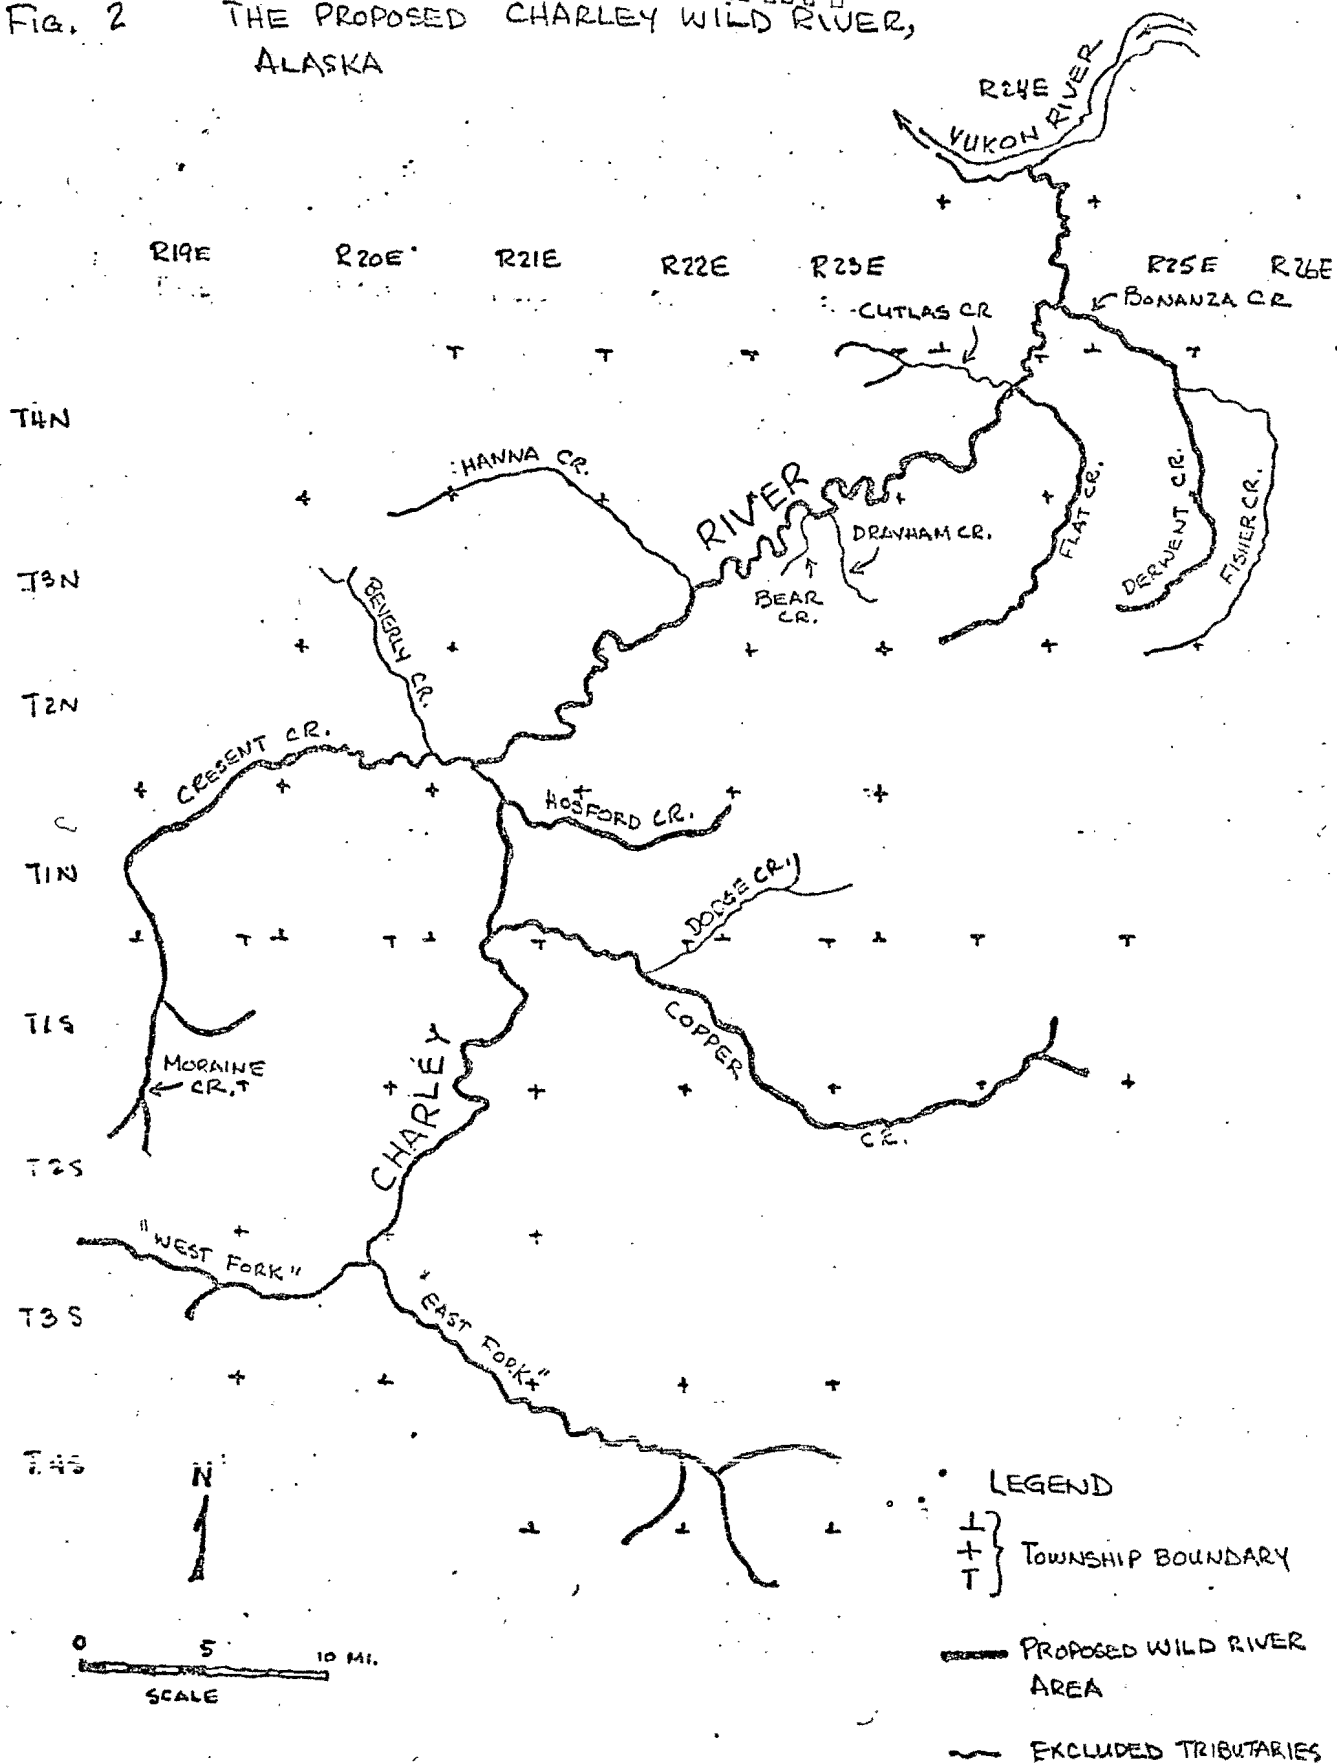 FIG. 2 THE PROPOSED CHARLEY WILD RIVER,
ALASKA
R24E
YUKON RIVER
R19E R20E R21E R22E R23E R25E R26E
BONANZA CR
CUTLAS CR
T4N
HANNA CR.
RIVER
DRAYHAM CR.
FLAT CR.
DERWENT CR.
FISHER CR.
T3N
BEAR
CR.
BEVERLY CR.
T2N
CRESENT CR.
HOSFORD CR.
T1N
DODGE CR.
T1S
COPPER
CR.
MORAINE
CR.
CHARLEY
T2S
"WEST FORK"
T3S
"EAST FORK"
T4S
N
LEGEND
TOWNSHIP BOUNDARY
0 5 10 MI.
SCALE
PROPOSED WILD RIVER
AREA
EXCLUDED TRIBUTARIES